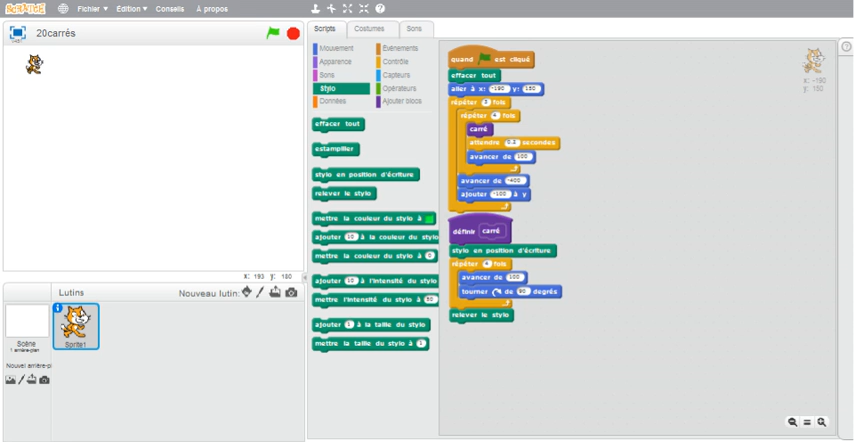 SCRATCH Fichier Édition Conseils À propos
20carrés
Scripts Costumes Sons
Mouvement Événements
Apparence Contrôle
Sons Capteurs
Stylo Opérateurs
Données Ajouter blocs
effacer tout
estampiller
stylo en position d'écriture
relever le stylo
mettre la couleur du stylo à
ajouter 10 à la couleur du stylo
mettre la couleur du stylo à 0
ajouter 10 à l'intensité du stylo
mettre l'intensité du stylo à 50
ajouter 1 à la taille du stylo
mettre la taille du stylo à 1
quand est cliqué
effacer tout
aller à x: -190 y: 150
répéter fois
répéter 4 fois
carré
attendre secondes
avancer de 100
avancer de -400
ajouter -100 à y
définir carré
stylo en position d'écriture
répéter 4 fois
avancer de 100
tourner de 90 degrés
relever le stylo
x: -190
y: 150
x: 193 y: 180
Lutins Nouveau lutin:
Scène
1 arrière-plan
Sprite1
Nouvel arrière-pl